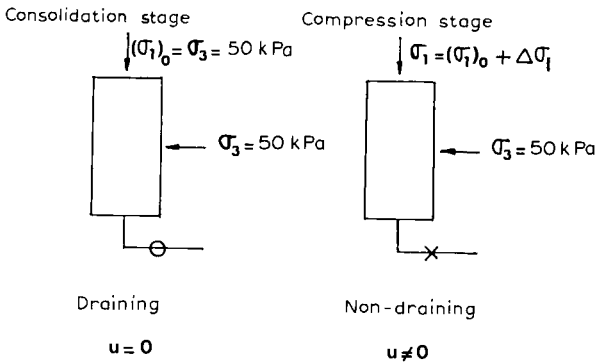 Consolidation stage
(σ₁)₀ = σ₃ = 50 kPa
σ₃ = 50 kPa
Draining
u = 0
Compression stage
σ₁ = (σ₁)₀ + Δσ₁
σ₃ = 50 kPa
Non-draining
u ≠ 0